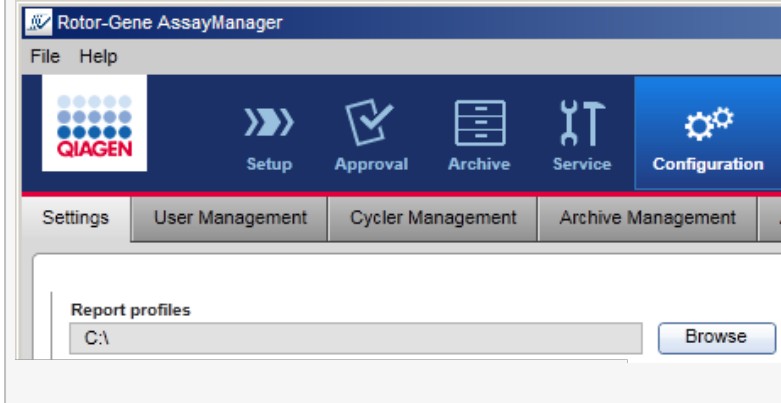 Rotor-Gene AssayManager
File Help
QIAGEN
Setup Approval Archive Service Configuration
Settings User Management Cycler Management Archive Management
Report profiles
C:\ Browse